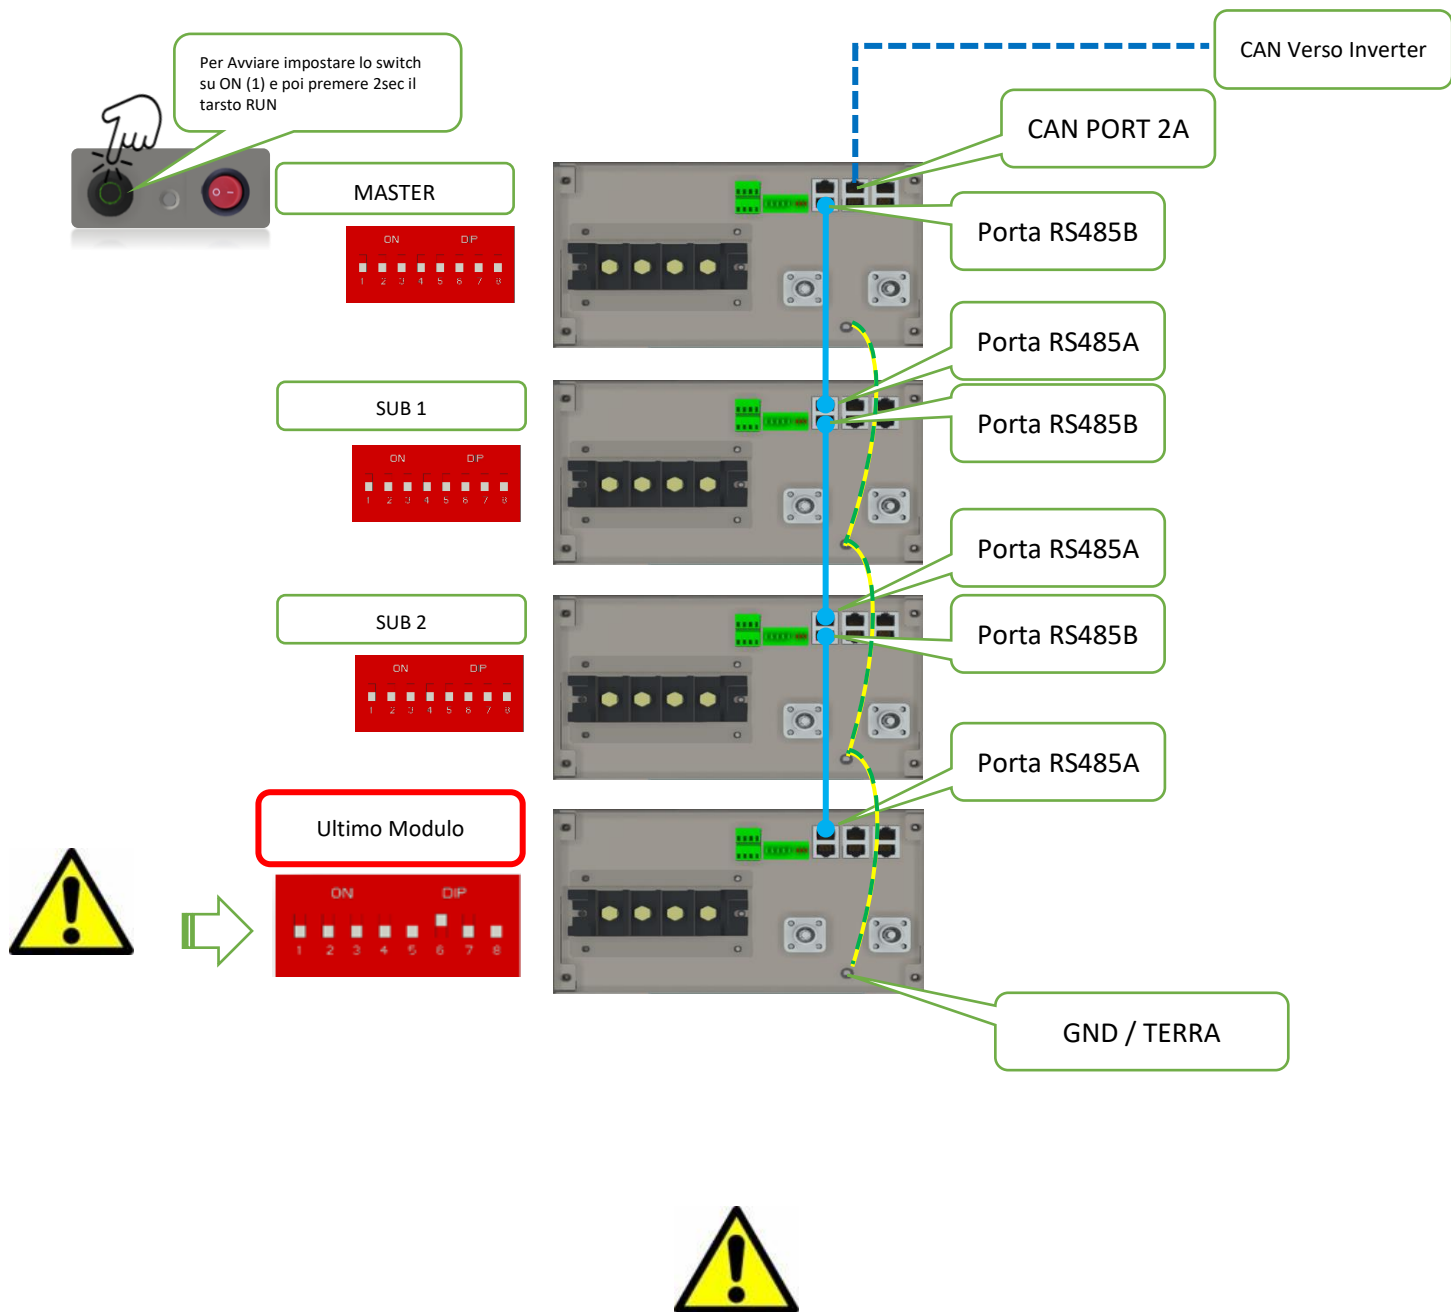 Per Avviare impostare lo switch
su ON (1) e poi premere 2sec il
tarsto RUN
CAN Verso Inverter
CAN PORT 2A
MASTER
ON DIP
1 2 3 4 5 6 7 8
Porta RS485B
Porta RS485A
SUB 1
Porta RS485B
ON DIP
1 2 3 4 5 6 7 8
Porta RS485A
SUB 2
Porta RS485B
ON DIP
1 2 3 4 5 6 7 8
Porta RS485A
Ultimo Modulo
ON DIP
1 2 3 4 5 6 7 8
GND / TERRA